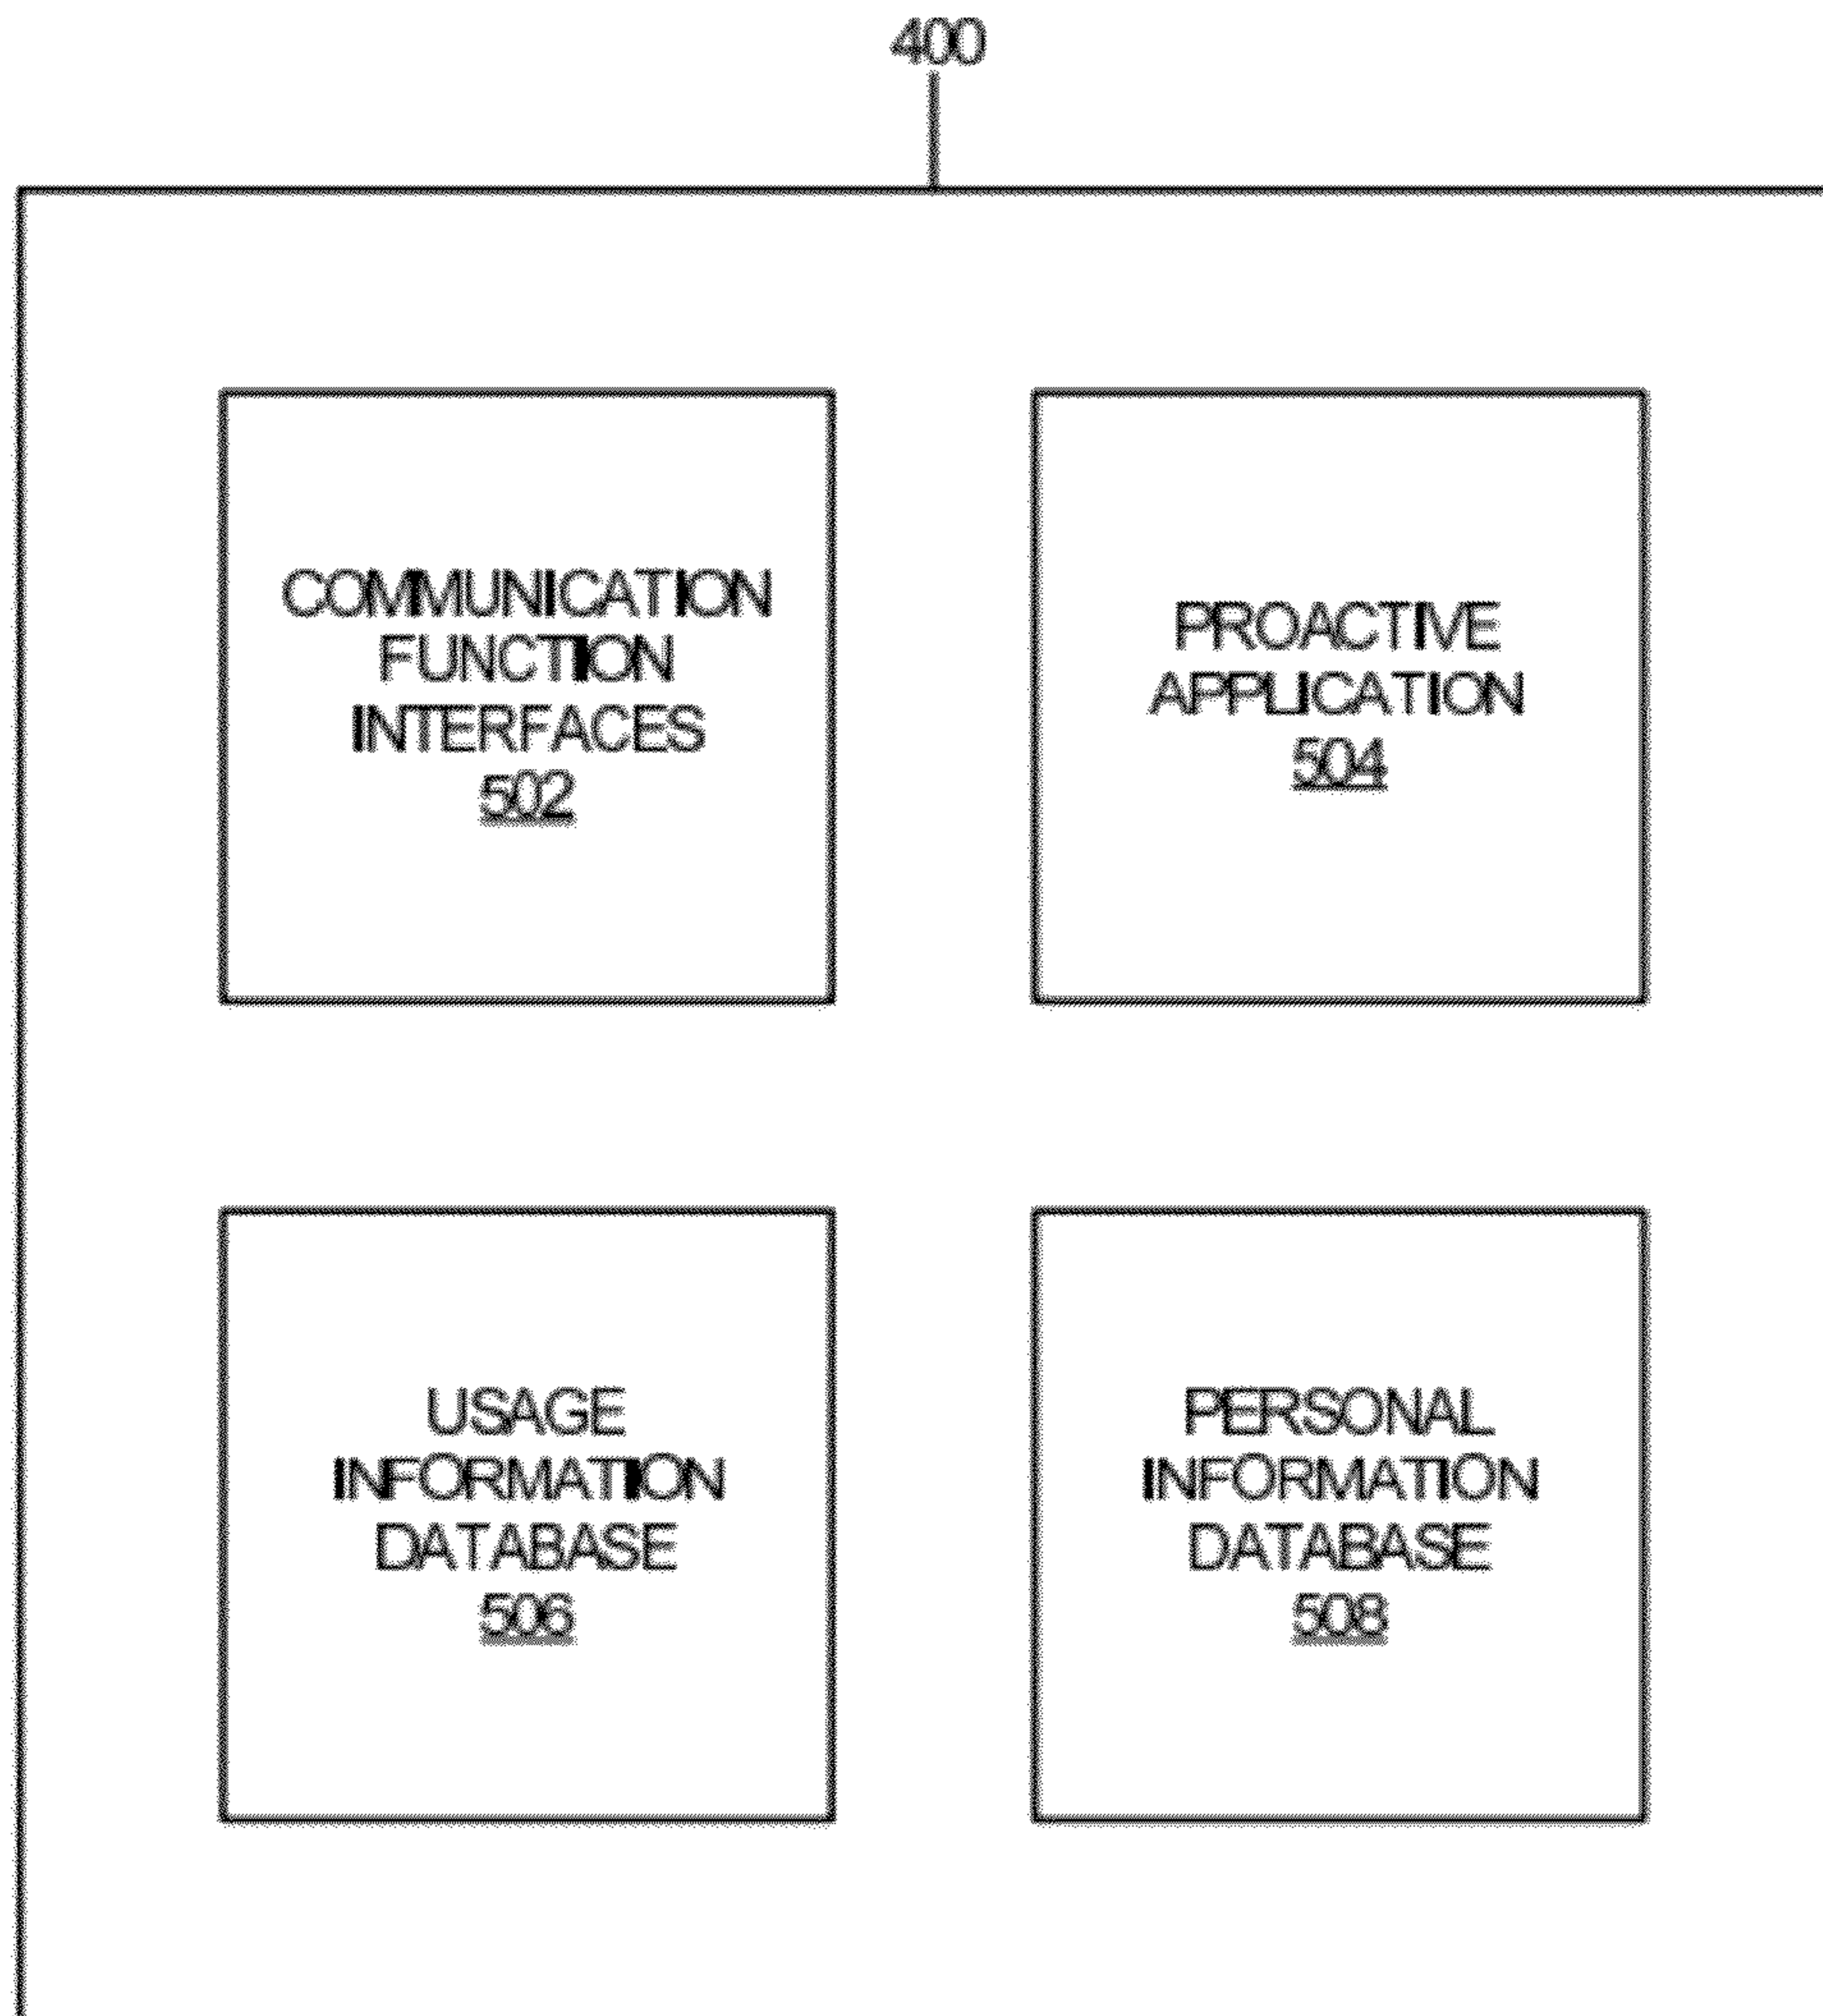 400
COMMUNICATION
FUNCTION
INTERFACES
502
PROACTIVE
APPLICATION
504
USAGE
INFORMATION
DATABASE
506
PERSONAL
INFORMATION
DATABASE
508